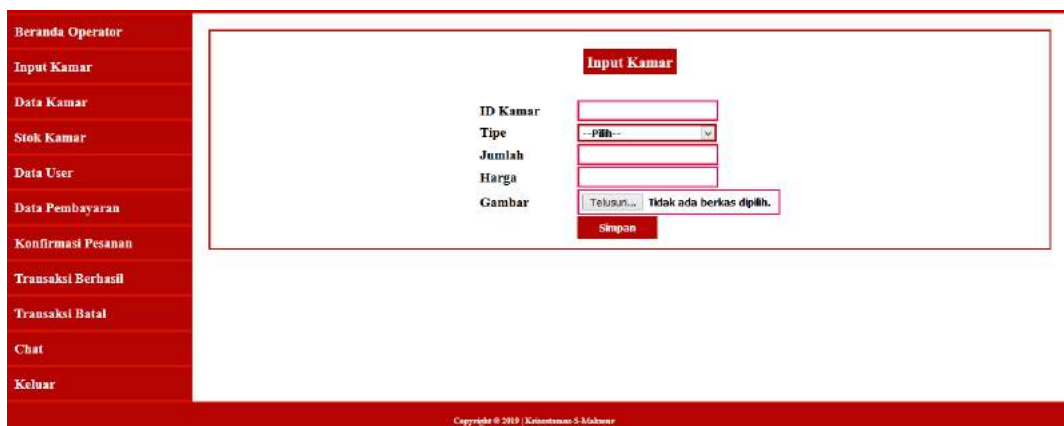 Beranda Operator
Input Kamar
Data Kamar
Stok Kamar
Data User
Data Pembayaran
Konfirmasi Pesanan
Transaksi Berhasil
Transaksi Batal
Chat
Keluar
Input Kamar
ID Kamar
Tipe --Pilih--
Jumlah
Harga
Gambar Telusuri... Tidak ada berkas dipilih.
Simpan
Copyright © 2019 |